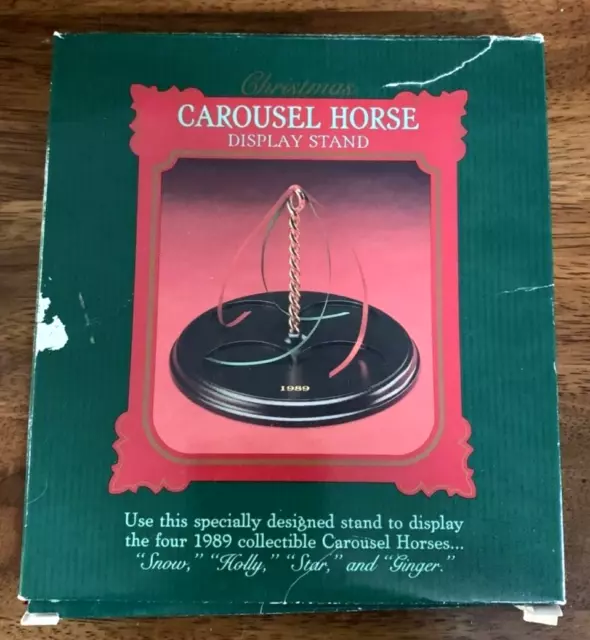 Christmas
CAROUSEL HORSE
DISPLAY STAND
1989
Use this specially designed stand to display
the four 1989 collectible Carousel Horses...
“Snow,” “Holly,” “Star,” and “Ginger.”